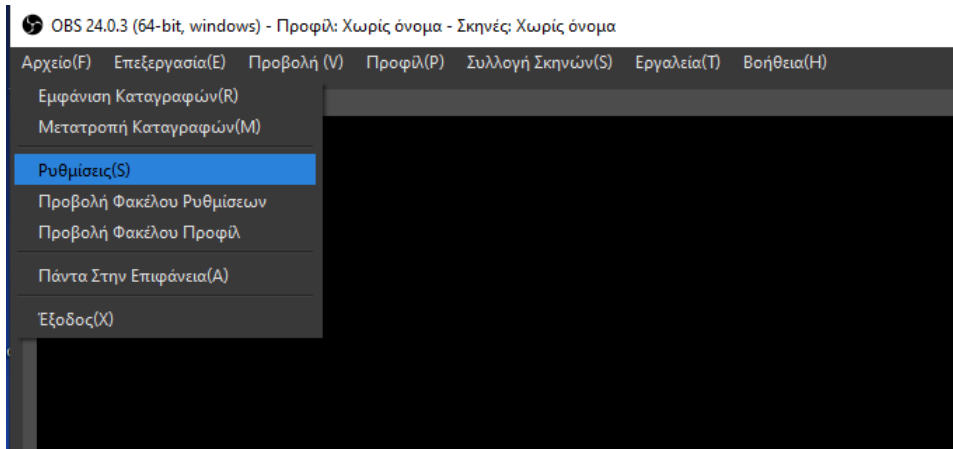 OBS 24.0.3 (64-bit, windows) - Προφίλ: Χωρίς όνομα - Σκηνές: Χωρίς όνομα
Αρχείο(F) Επεξεργασία(E) Προβολή (V) Προφίλ(P) Συλλογή Σκηνών(S) Εργαλεία(T) Βοήθεια(H)
Εμφάνιση Καταγραφών(R)
Μετατροπή Καταγραφών(M)
Ρυθμίσεις(S)
Προβολή Φακέλου Ρυθμίσεων
Προβολή Φακέλου Προφίλ
Πάντα Στην Επιφάνεια(A)
Έξοδος(X)